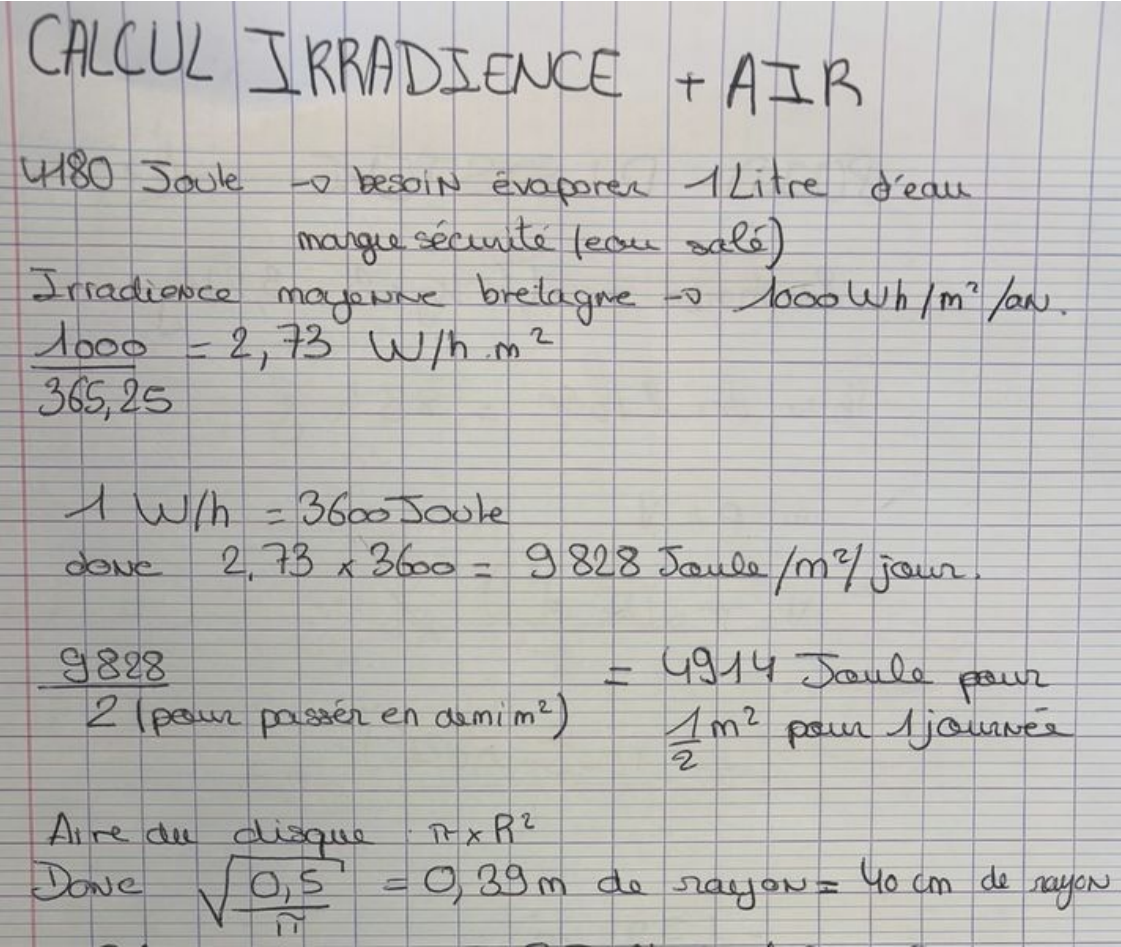 CALCUL IRRADIENCE + AIR
4180 Joule → besoin évaporer 1 Litre d'eau
marge sécurité (eau salé)
Irradience moyenne bretagne → 1000 Wh/m²/an.
1000 = 2,73 W/h.m²
365,25
1 W/h = 3600 Joule
donc 2,73 x 3600 = 9828 Joule/m²/jour.
9828 = 4914 Joule pour
2 (pour passér en demi m²) 1/2 m² pour 1 journée
Aire du disque π x R²
Donc √0,5/π = 0,39m de rayon = 40 cm de rayon